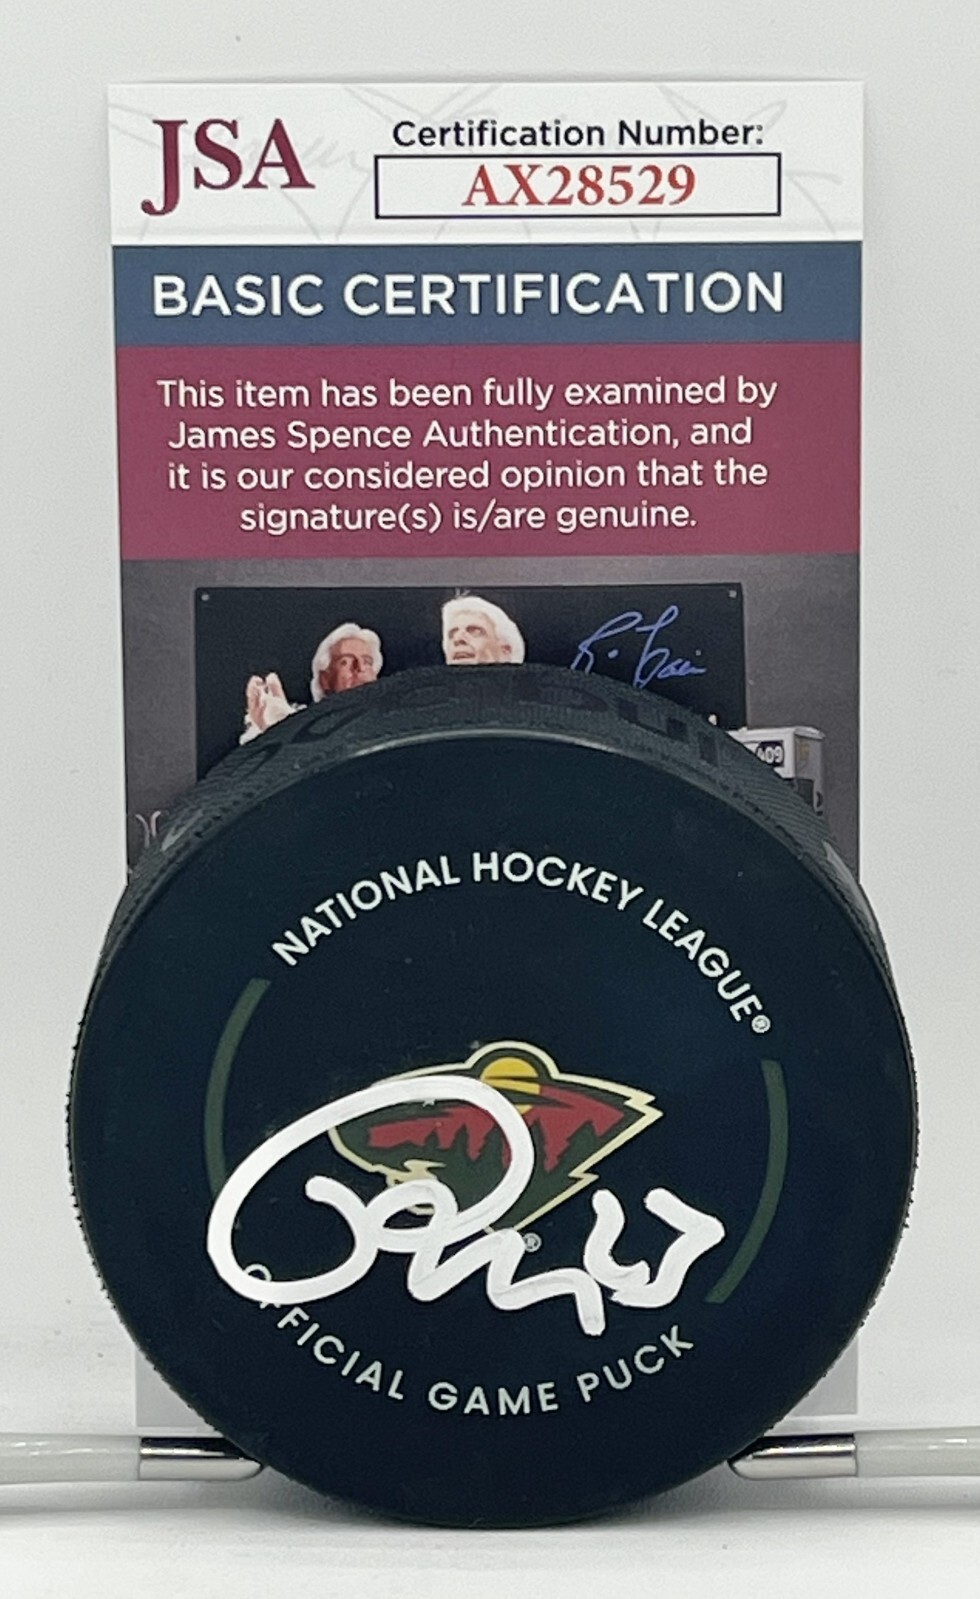 JSA
Certification Number:
AX28529
BASIC CERTIFICATION
This item has been fully examined by
James Spence Authentication, and
it is our considered opinion that the
signature(s) is/are genuine.
409
NATIONAL HOCKEY LEAGUE®
®
OFFICIAL GAME PUCK